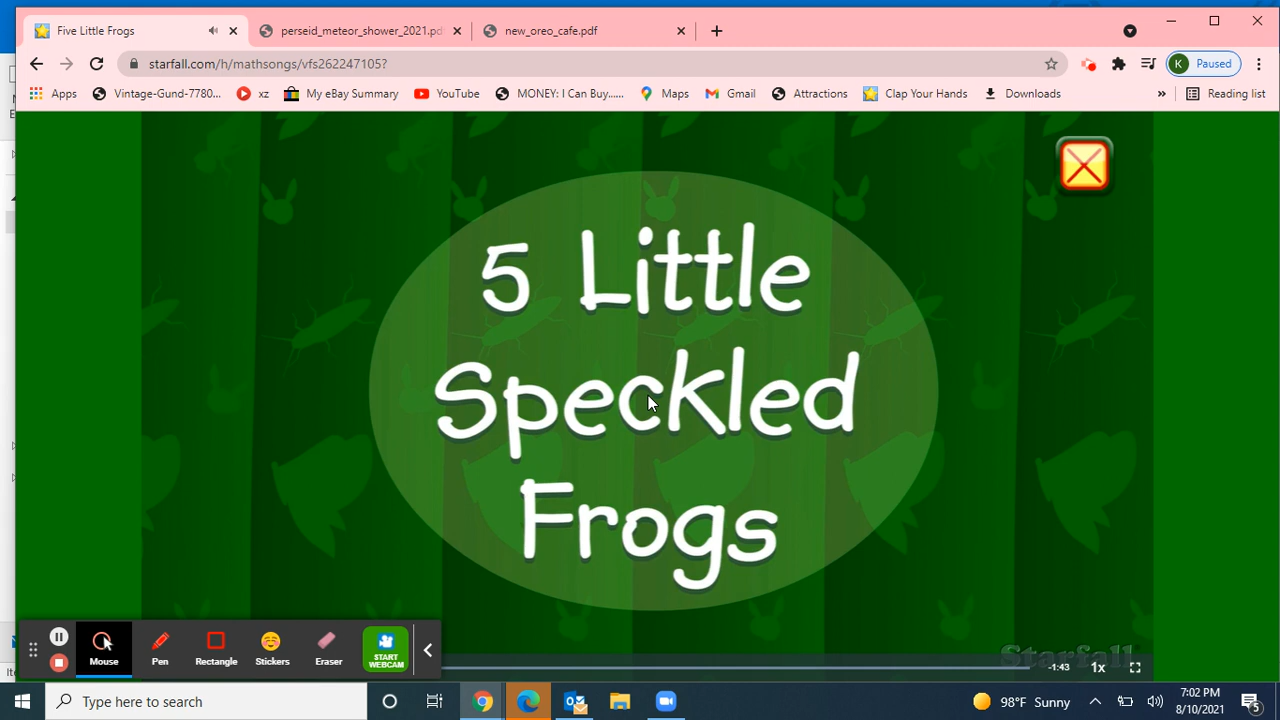 Five Little Frogs
perseid_meteor_shower_2021.pd
new_oreo_cafe.pdf
starfall.com/h/mathsongs/vfs262247105?
K Paused
Apps
Vintage-Gund-7780...
xz
My eBay Summary
YouTube
MONEY: I Can Buy......
Maps
Gmail
Attractions
Clap Your Hands
Downloads
»
Reading list
5 Little
Speckled
Frogs
Starfall
Mouse
Pen
Rectangle
Stickers
Eraser
START
WEBCAM
-1:43
1x
Type here to search
98°F Sunny
7:02 PM
8/10/2021
5